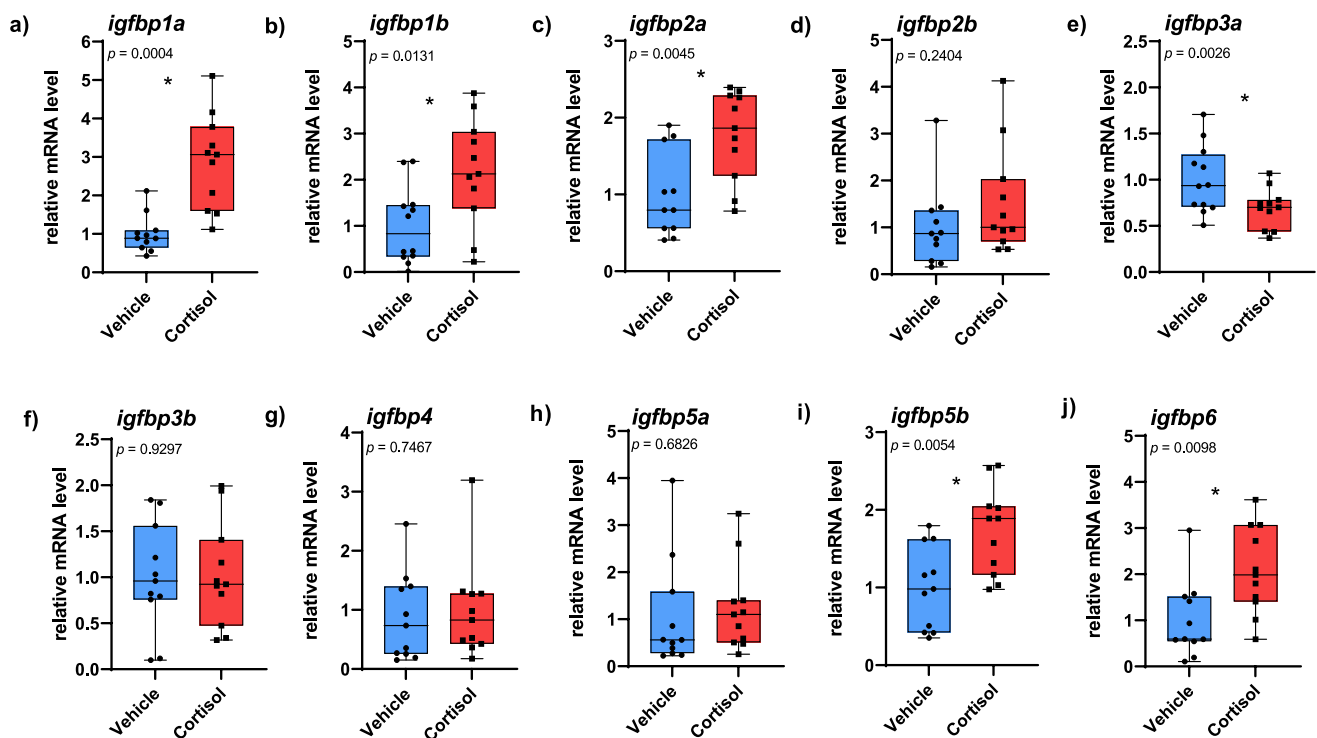 a) igfbp1a
p = 0.0004
*
relative mRNA level
6
5
4
3
2
1
0
Vehicle
Cortisol
b) igfbp1b
p = 0.0131
*
relative mRNA level
5
4
3
2
1
0
Vehicle
Cortisol
c) igfbp2a
p = 0.0045
*
relative mRNA level
3
2
1
0
Vehicle
Cortisol
d) igfbp2b
p = 0.2404
relative mRNA level
5
4
3
2
1
0
Vehicle
Cortisol
e) igfbp3a
p = 0.0026
*
relative mRNA level
2.5
2.0
1.5
1.0
0.5
0.0
Vehicle
Cortisol
f) igfbp3b
p = 0.9297
relative mRNA level
2.5
2.0
1.5
1.0
0.5
0.0
Vehicle
Cortisol
g) igfbp4
p = 0.7467
relative mRNA level
4
3
2
1
0
Vehicle
Cortisol
h) igfbp5a
p = 0.6826
relative mRNA level
5
4
3
2
1
0
Vehicle
Cortisol
i) igfbp5b
p = 0.0054
*
relative mRNA level
3
2
1
0
Vehicle
Cortisol
j) igfbp6
p = 0.0098
*
relative mRNA level
5
4
3
2
1
0
Vehicle
Cortisol